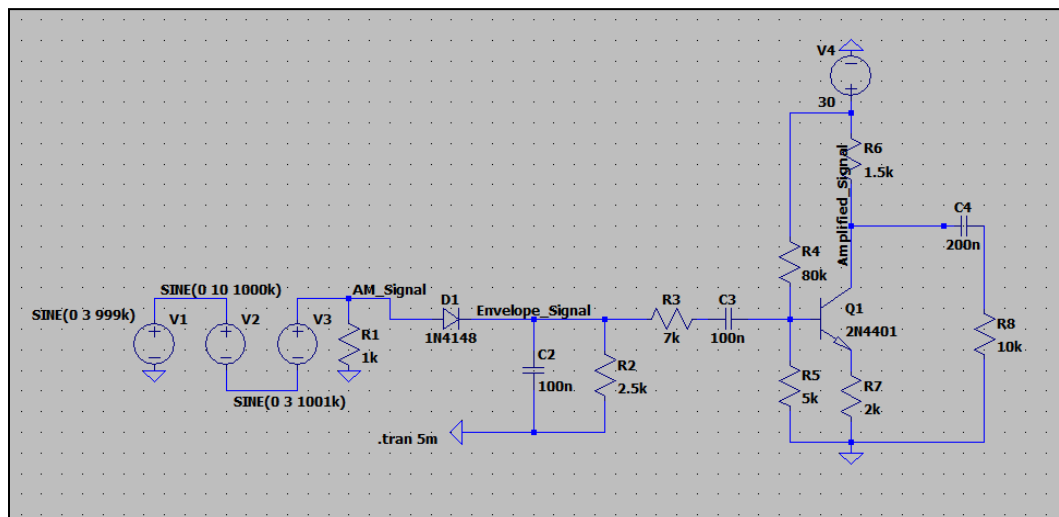 V4
30
R6
1.5k
Amplified_Signal
C4
200n
R4
80k
SINE(0 10 1000k)
AM_Signal
D1
1N4148
Envelope_Signal
R3
7k
C3
100n
Q1
2N4401
SINE(0 3 999k)
V1
V2
V3
R1
1k
R8
10k
C2
100n
R2
2.5k
R5
5k
R7
2k
SINE(0 3 1001k)
.tran 5m